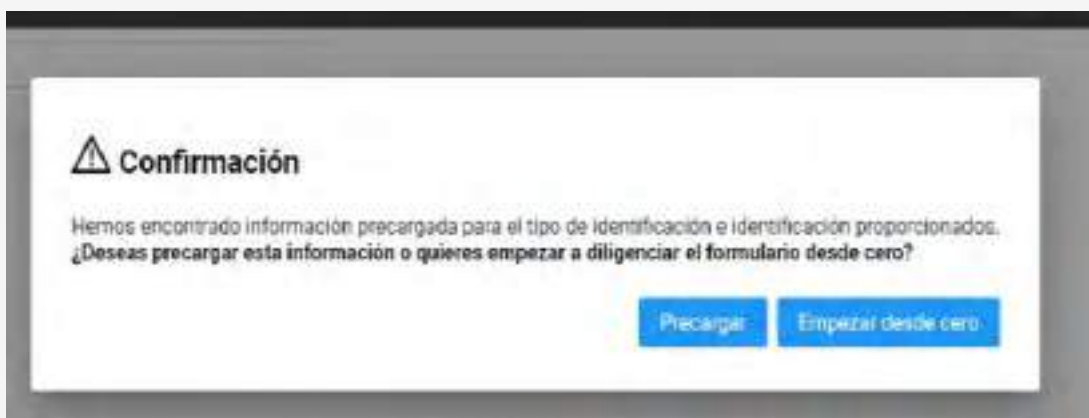 Confirmación
Hemos encontrado información precargada para el tipo de identificación e identificación proporcionados.
¿Deseas precargar esta información o quieres empezar a diligenciar el formulario desde cero?
Precargar
Empezar desde cero